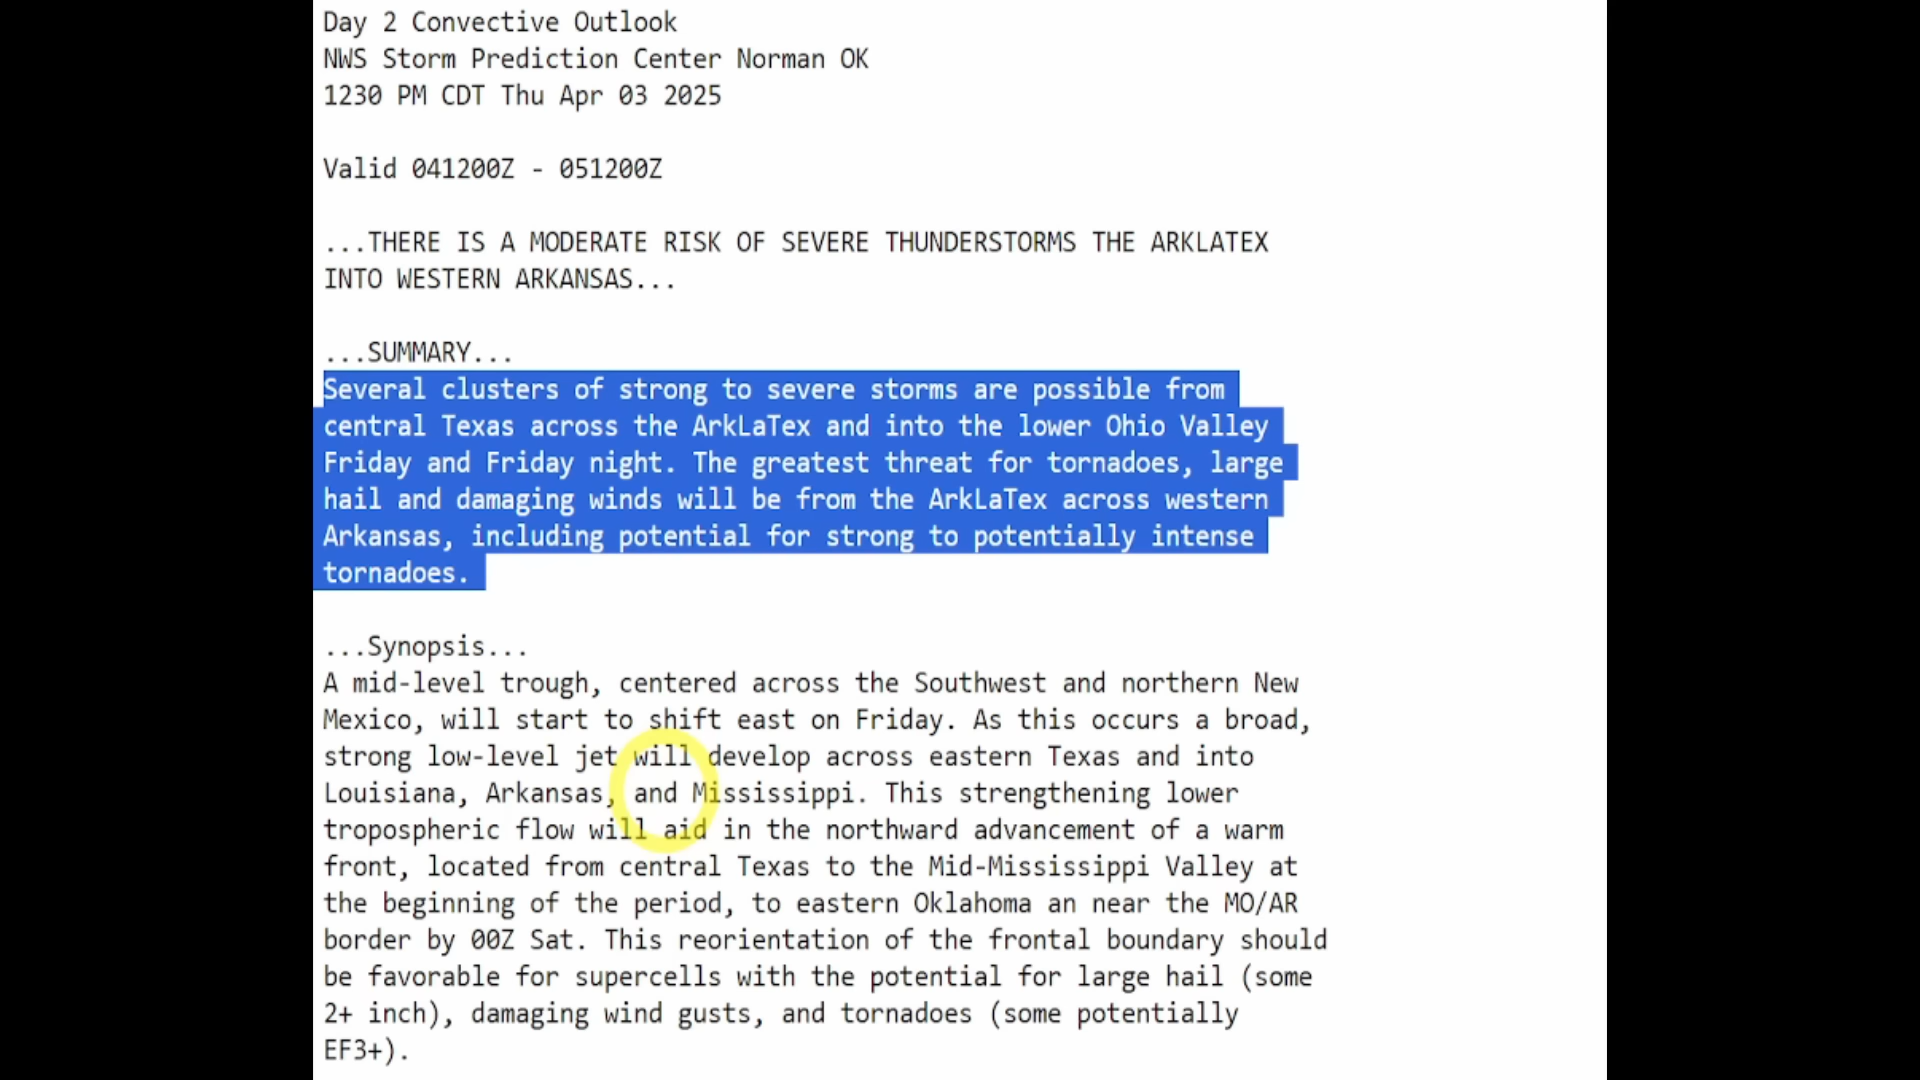 Day 2 Convective Outlook
NWS Storm Prediction Center Norman OK
1230 PM CDT Thu Apr 03 2025
Valid 041200Z - 051200Z
...THERE IS A MODERATE RISK OF SEVERE THUNDERSTORMS THE ARKLATEX
INTO WESTERN ARKANSAS...
...SUMMARY...
Several clusters of strong to severe storms are possible from
central Texas across the ArkLaTex and into the lower Ohio Valley
Friday and Friday night. The greatest threat for tornadoes, large
hail and damaging winds will be from the ArkLaTex across western
Arkansas, including potential for strong to potentially intense
tornadoes.
...Synopsis...
A mid-level trough, centered across the Southwest and northern New
Mexico, will start to shift east on Friday. As this occurs a broad,
strong low-level jet will develop across eastern Texas and into
Louisiana, Arkansas, and Mississippi. This strengthening lower
tropospheric flow will aid in the northward advancement of a warm
front, located from central Texas to the Mid-Mississippi Valley at
the beginning of the period, to eastern Oklahoma an near the MO/AR
border by 00Z Sat. This reorientation of the frontal boundary should
be favorable for supercells with the potential for large hail (some
2+ inch), damaging wind gusts, and tornadoes (some potentially
EF3+).